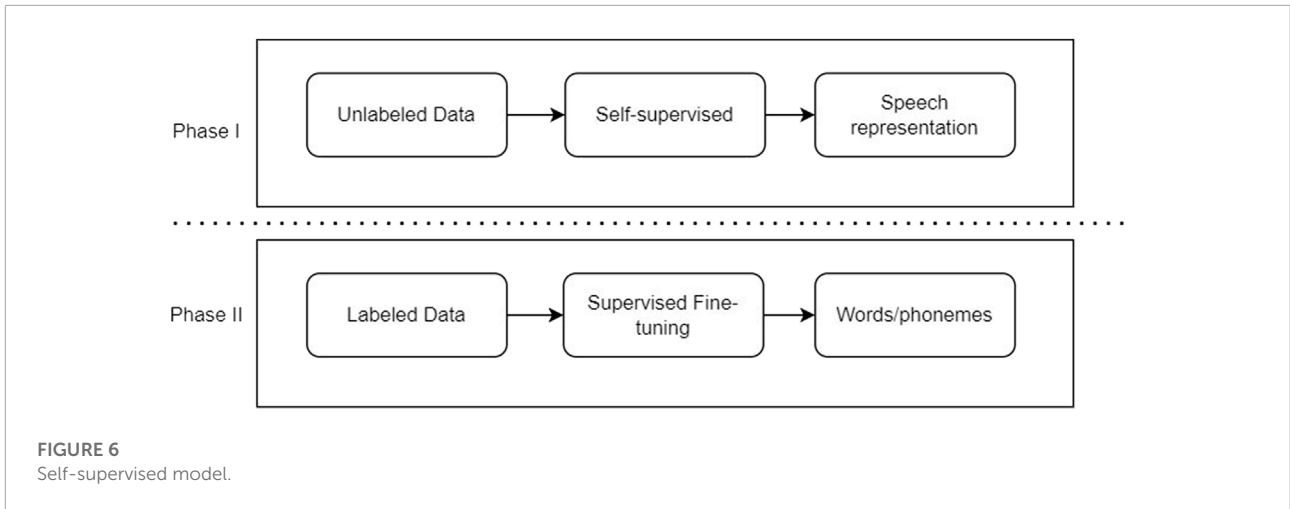 Phase I
Unlabeled Data
Self-supervised
Speech
representation
Phase II
Labeled Data
Supervised Fine-
tuning
Words/phonemes
FIGURE 6
Self-supervised model.